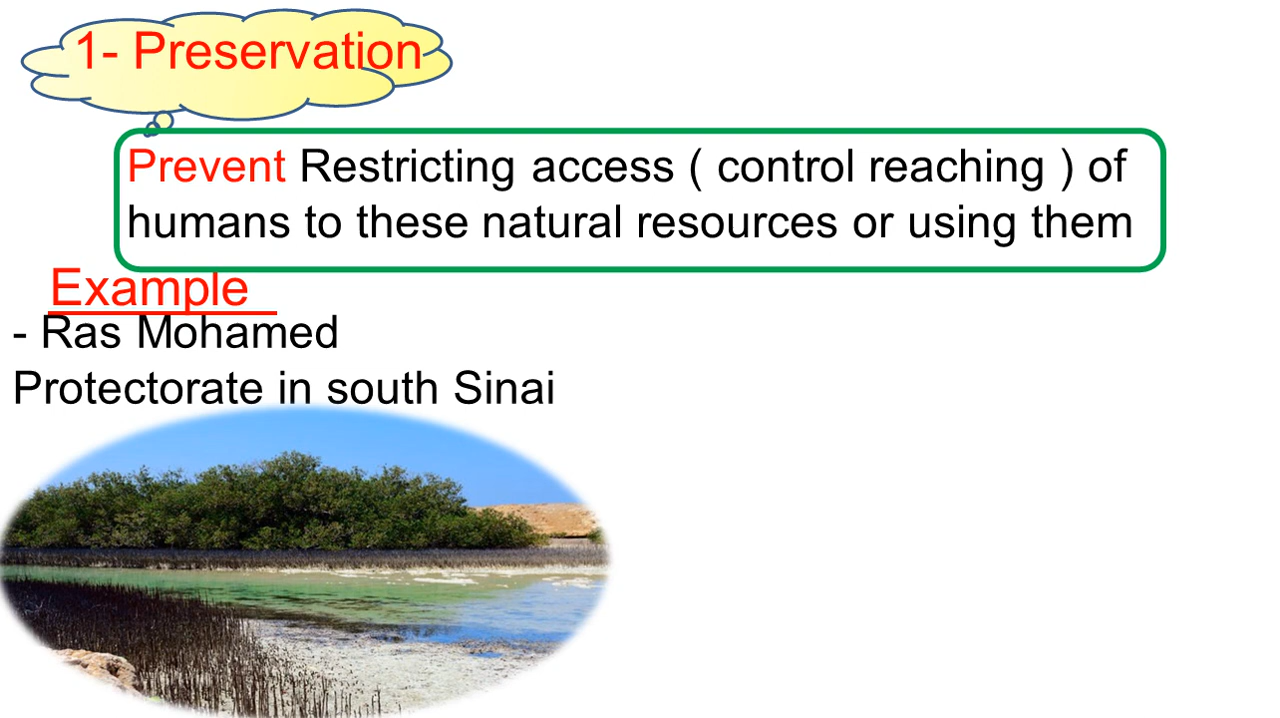 1- Preservation
Prevent Restricting access ( control reaching ) of
humans to these natural resources or using them
Example
- Ras Mohamed
Protectorate in south Sinai